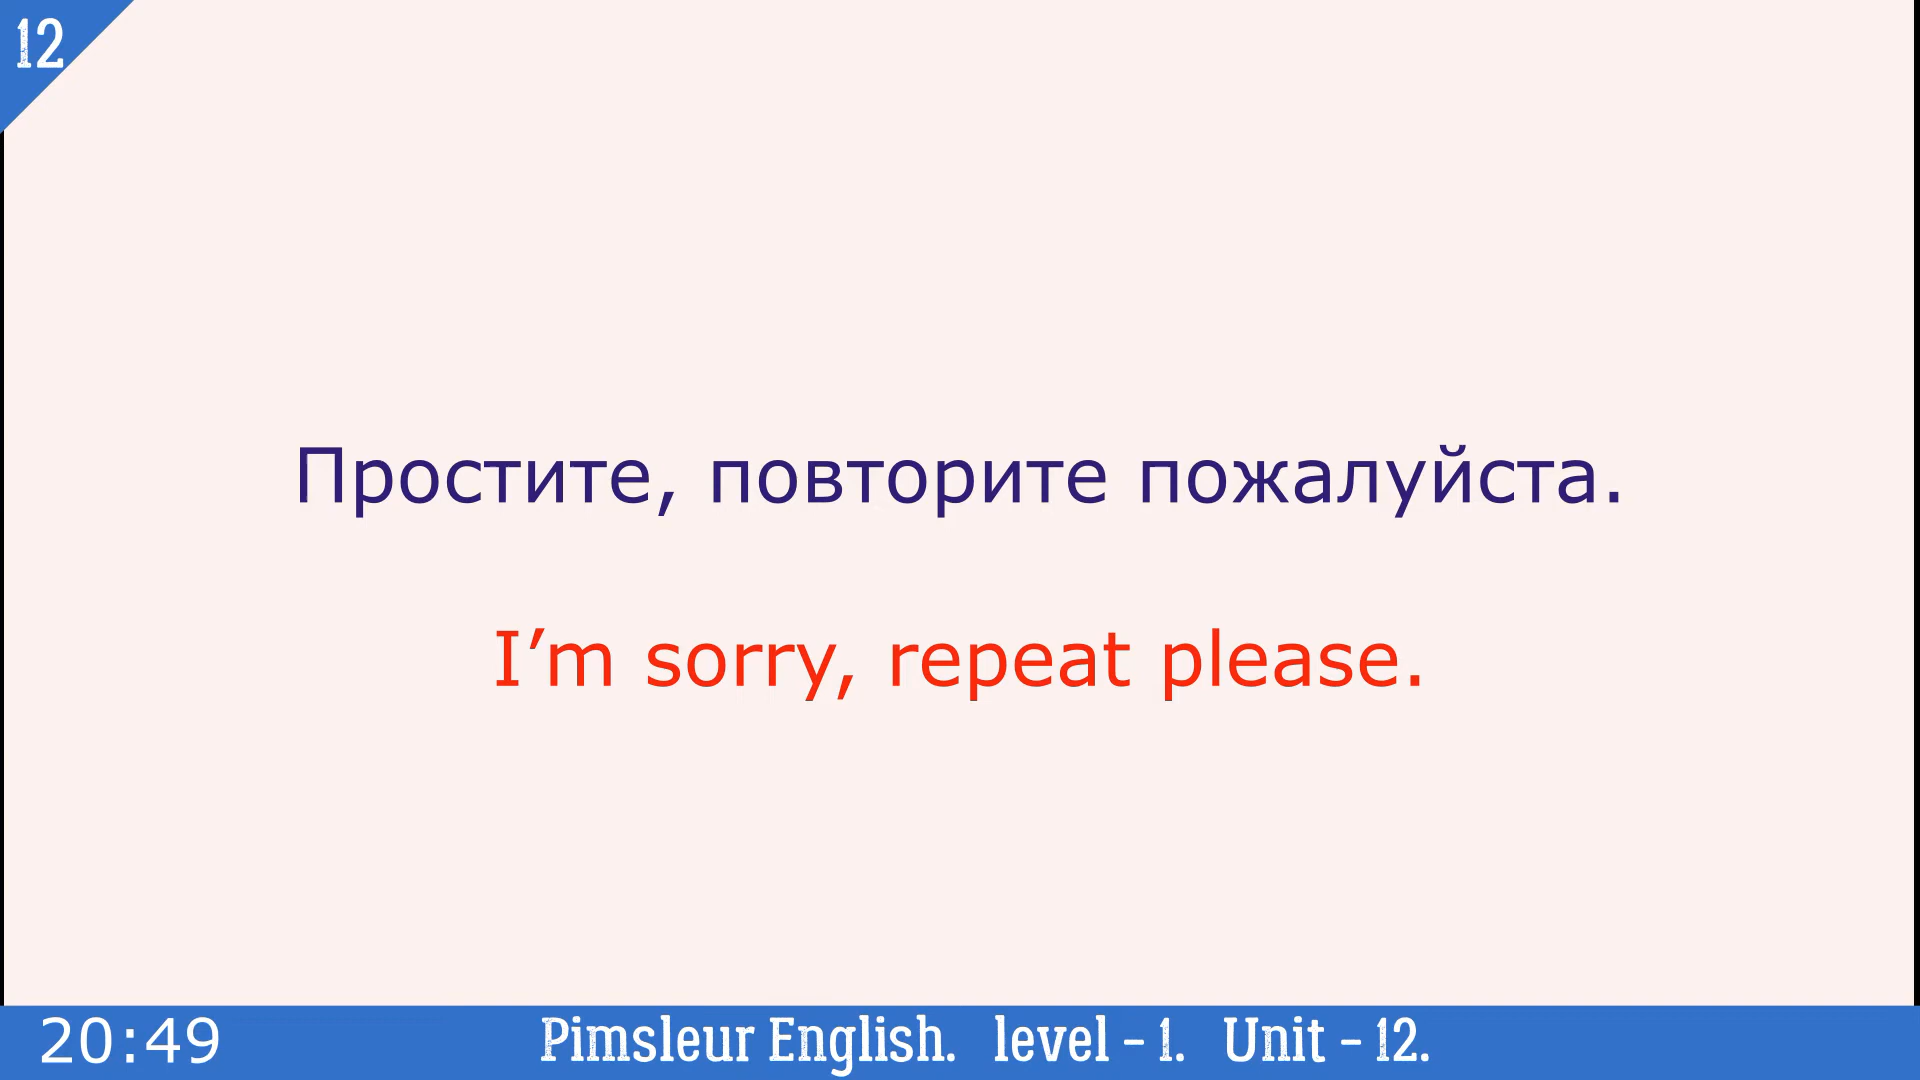 12
Простите, повторите пожалуйста.
I’m sorry, repeat please.
20:49 Pimsleur English. level - 1. Unit - 12.